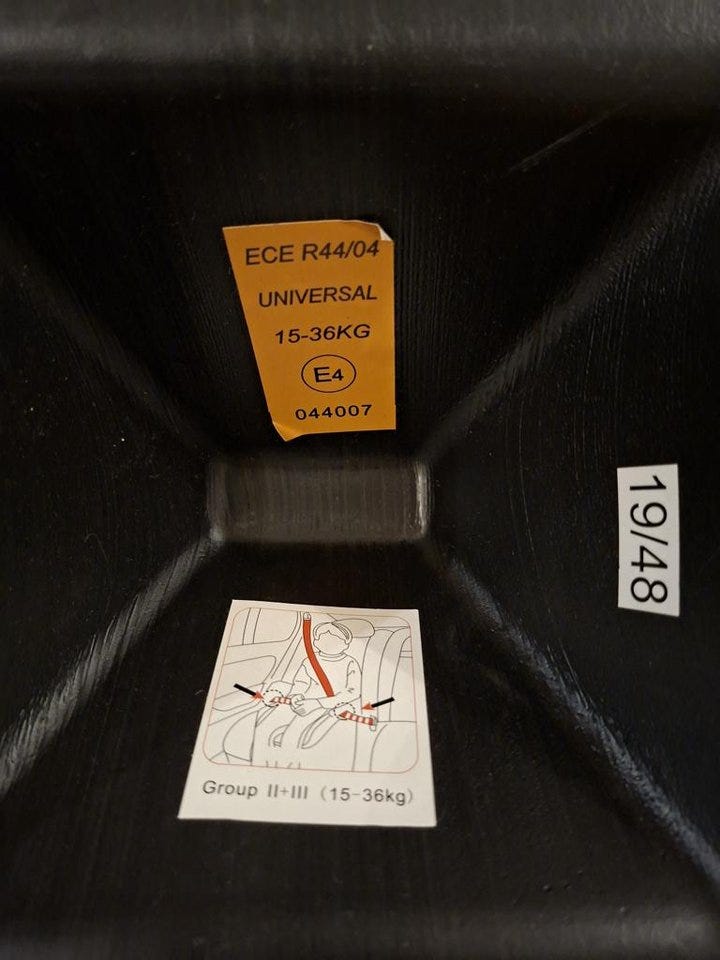 ECE R44/04
UNIVERSAL
15-36KG
E4
044007
19/48
Group II+III (15-36kg)